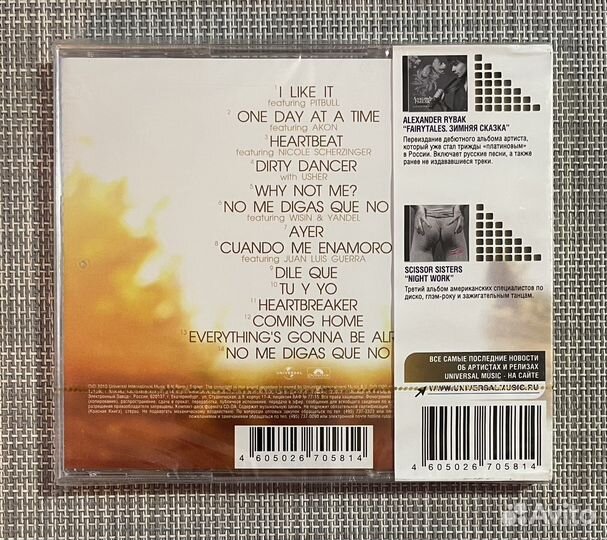 1 I LIKE IT
featuring PITBULL
2 ONE DAY AT A TIME
featuring AKON
3 HEARTBEAT
featuring NICOLE SCHERZINGER
4 DIRTY DANCER
with USHER
5 WHY NOT ME?
6 NO ME DIGAS QUE NO
featuring WISIN & YANDEL
7 AYER
8 CUANDO ME ENAMORO
featuring JUAN LUIS GUERRA
9 DILE QUE
10 TU Y YO
11 HEARTBREAKER
12 COMING HOME
13 EVERYTHING'S GONNA BE ALR
14 NO ME DIGAS QUE NO
UNIVERSAL
4 605026 705814
ALEXANDER RYBAK
"FAIRYTALES. ЗИМНЯЯ СКАЗКА"
Переиздание дебютного альбома артиста,
который уже стал трижды «платиновым»
в России. Включает русские песни, а также
ранее не издававшиеся треки.
SCISSOR SISTERS
"NIGHT WORK"
Третий альбом американских специалистов по
диско, глэм-року и зажигательным танцам.
ВСЕ САМЫЕ ПОСЛЕДНИЕ НОВОСТИ
ОБ АРТИСТАХ И РЕЛИЗАХ
UNIVERSAL MUSIC - НА САЙТЕ
WWW.UNIVERSALMUSIC.RU
4 605026 705814
Avito